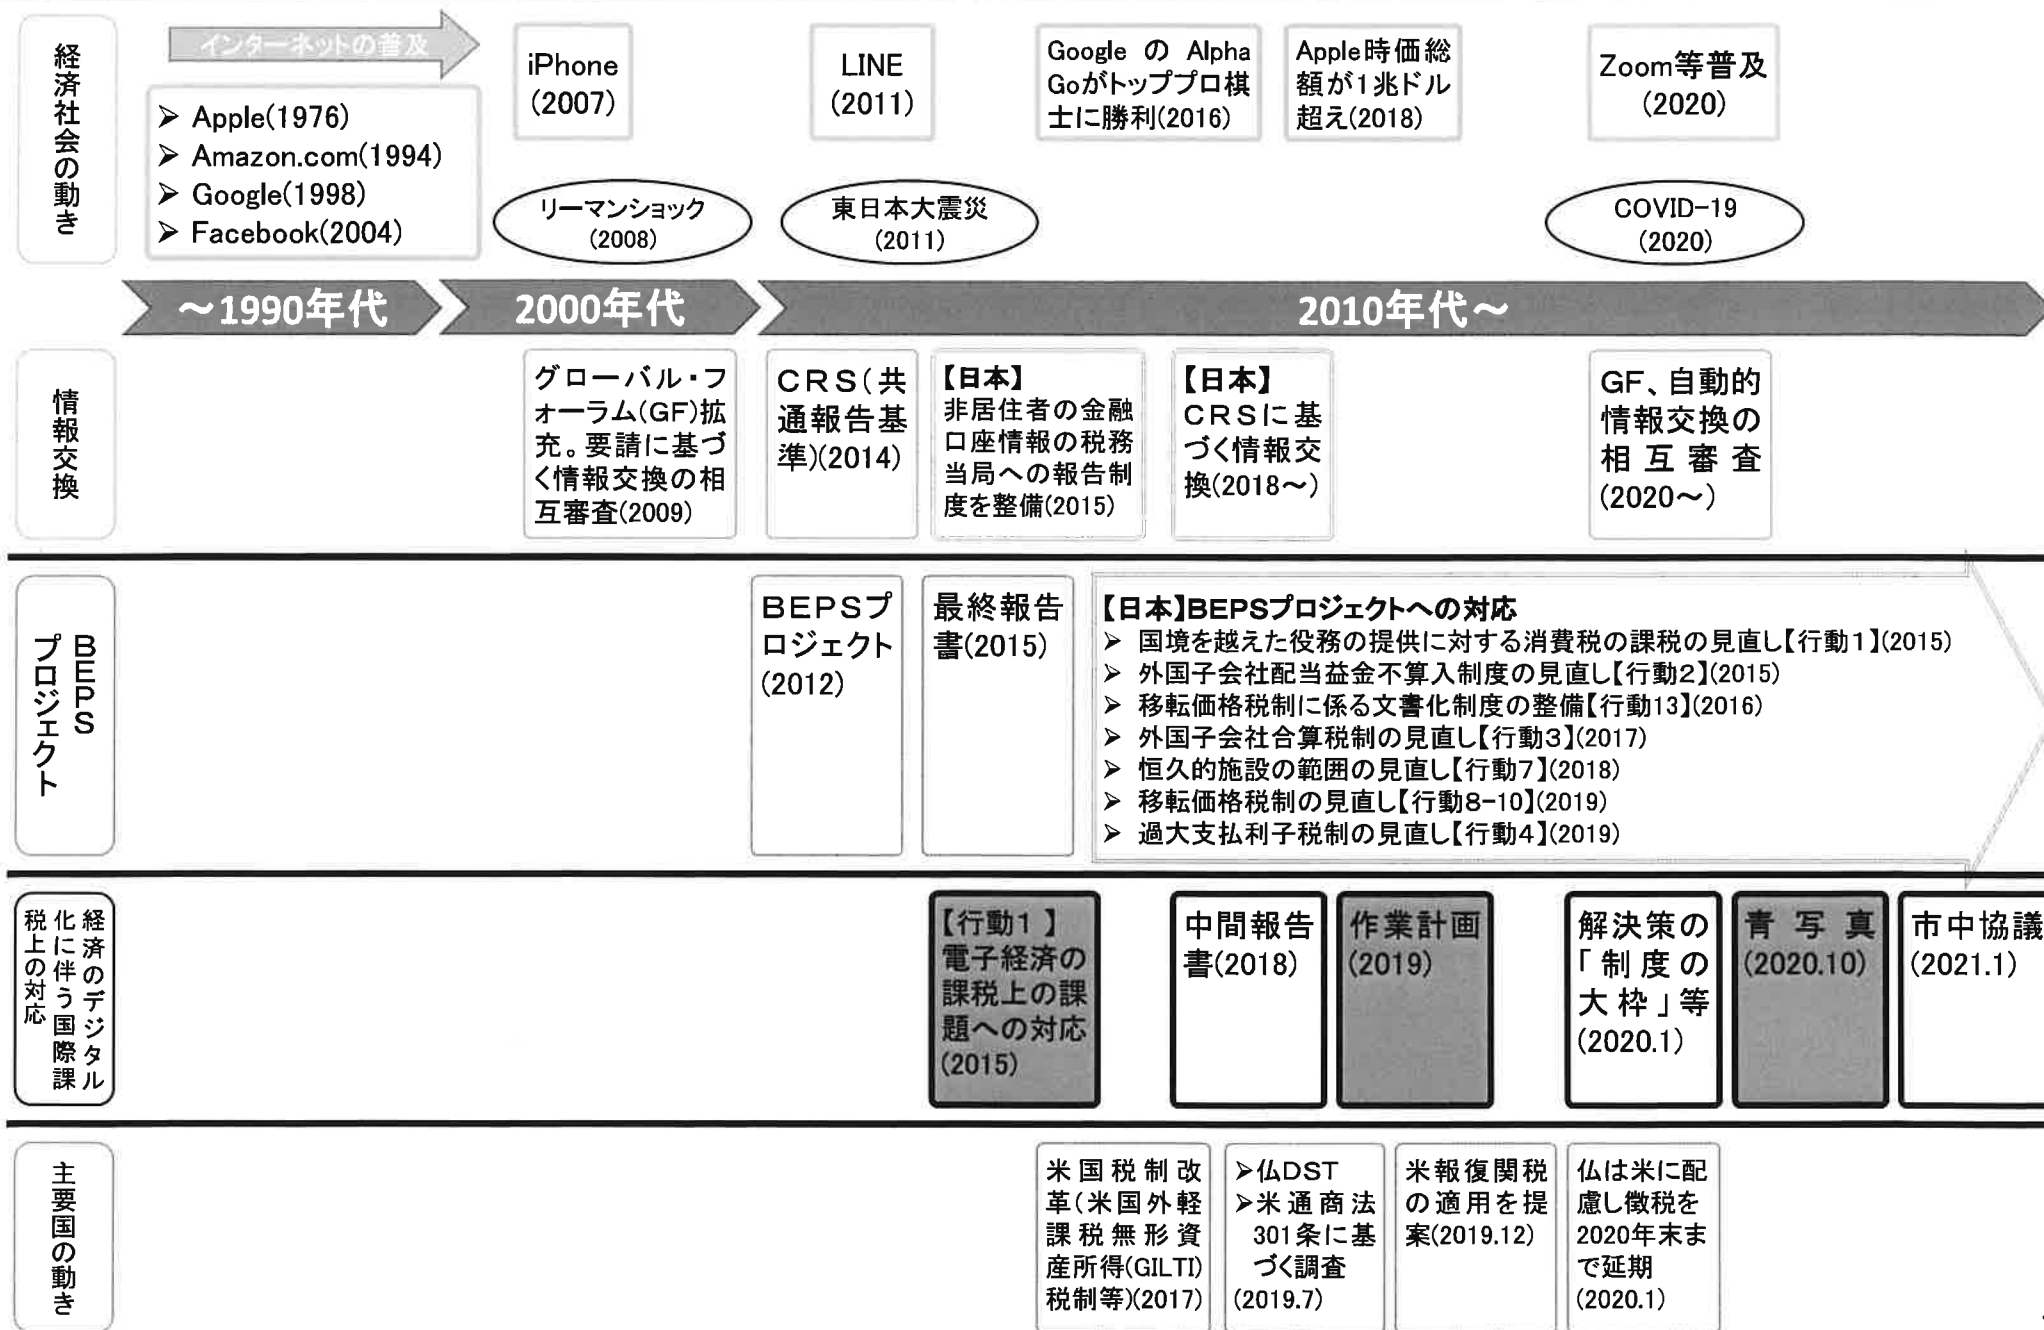 経済社会の動き
インターネットの普及
➢ Apple(1976)
➢ Amazon.com(1994)
➢ Google(1998)
➢ Facebook(2004)
iPhone
(2007)
LINE
(2011)
Google の Alpha
Goがトッププロ棋
士に勝利(2016)
Apple時価総
額が1兆ドル
超え(2018)
Zoom等普及
(2020)
リーマンショック
(2008)
東日本大震災
(2011)
COVID-19
(2020)
～1990年代
2000年代
2010年代～
情報交換
グローバル・フ
ォーラム(GF)拡
充。要請に基づ
く情報交換の相
互審査(2009)
CRS(共
通報告基
準)(2014)
【日本】
非居住者の金融
口座情報の税務
当局への報告制
度を整備(2015)
【日本】
CRSに基
づく情報交
換(2018～)
GF、自動的
情報交換の
相互審査
(2020～)
BEPS
プロジェクト
BEPSプ
ロジェクト
(2012)
最終報告
書(2015)
【日本】BEPSプロジェクトへの対応
➢ 国境を越えた役務の提供に対する消費税の課税の見直し【行動1】(2015)
➢ 外国子会社配当益金不算入制度の見直し【行動2】(2015)
➢ 移転価格税制に係る文書化制度の整備【行動13】(2016)
➢ 外国子会社合算税制の見直し【行動3】(2017)
➢ 恒久的施設の範囲の見直し【行動7】(2018)
➢ 移転価格税制の見直し【行動8-10】(2019)
➢ 過大支払利子税制の見直し【行動4】(2019)
経済のデジタル
化に伴う国際課
税上の対応
【行動1】
電子経済の
課税上の課
題への対応
(2015)
中間報告
書(2018)
作業計画
(2019)
解決策の
「制度の
大枠」等
(2020.1)
青写真
(2020.10)
市中協議
(2021.1)
主要国の動き
米国税制改
革(米国外軽
課税無形資
産所得(GILTI)
税制等)(2017)
➢仏DST
➢米通商法
301条に基
づく調査
(2019.7)
米報復関税
の適用を提
案(2019.12)
仏は米に配
慮し徴税を
2020年末ま
で延期
(2020.1)